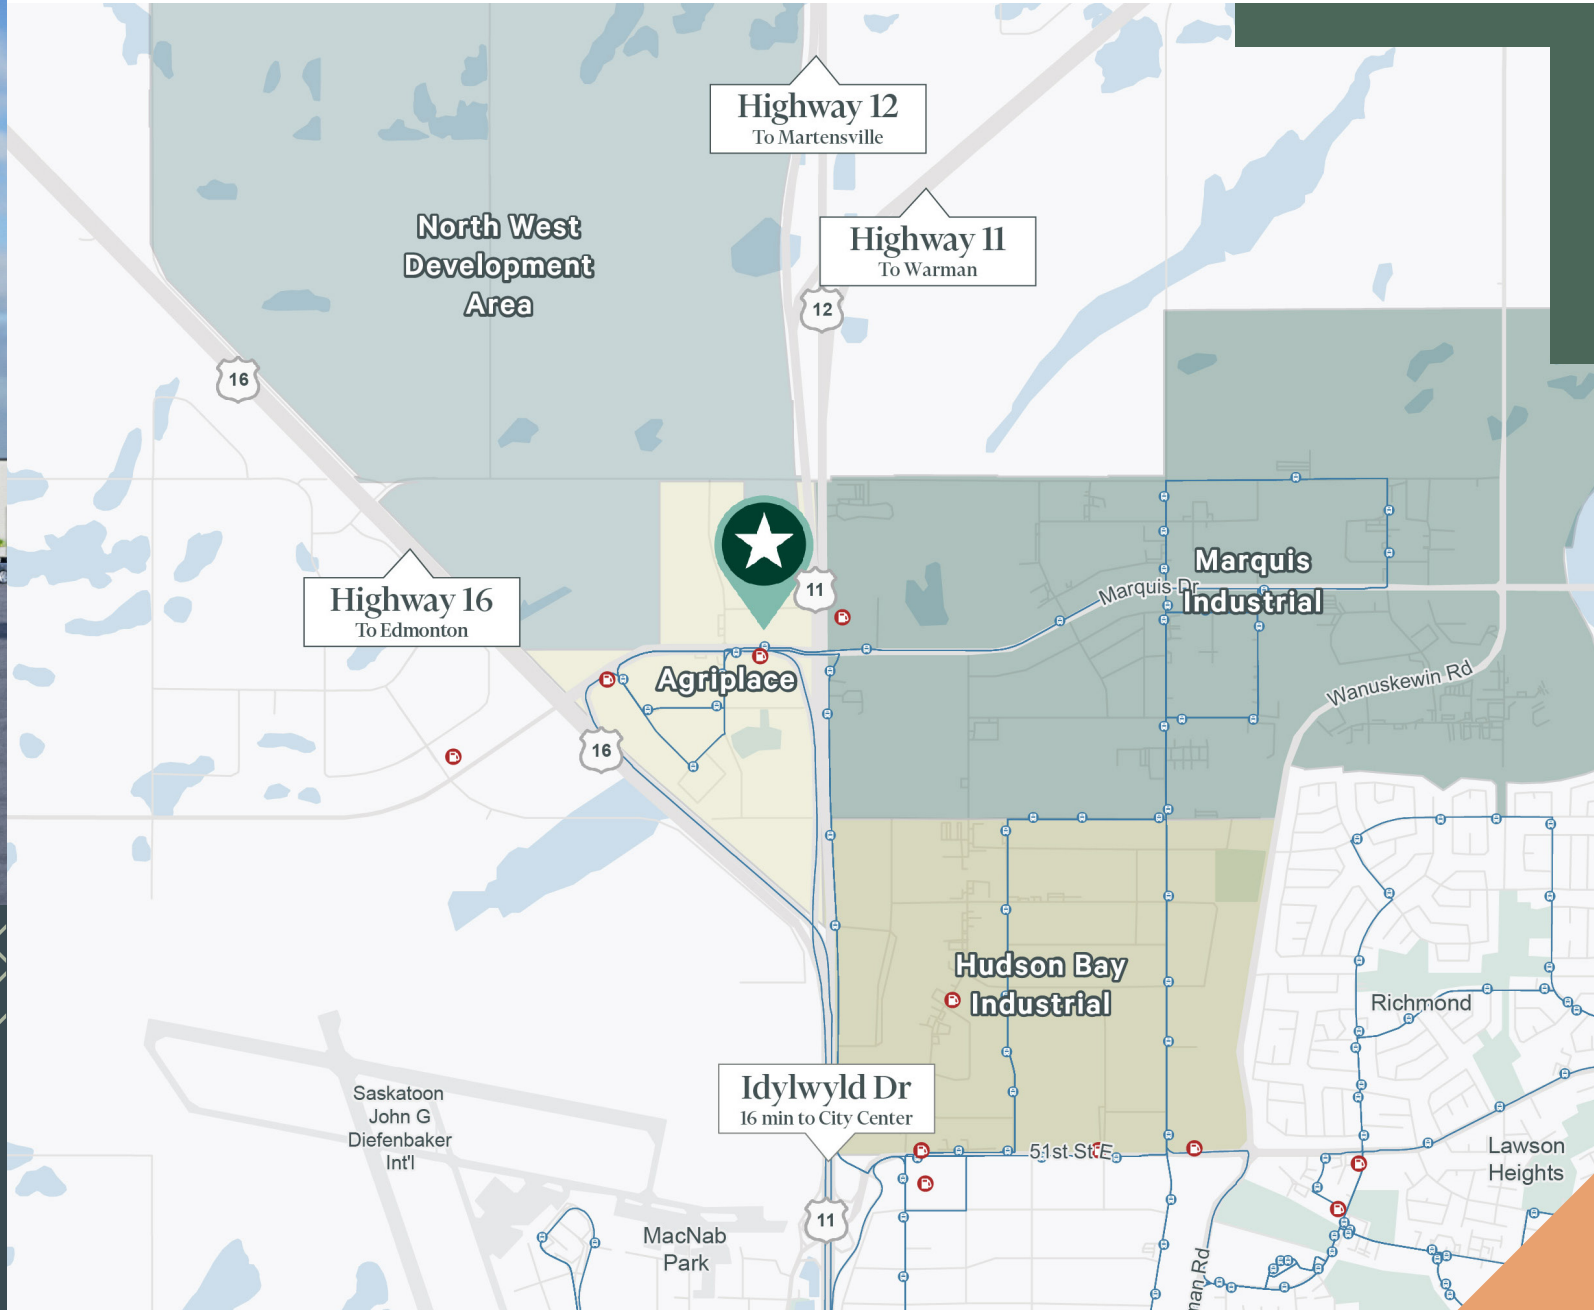 Highway 12
To Martensville
North West
Development
Area
Highway 11
To Warman
12
16
Highway 16
To Edmonton
11
Marquis
Industrial
Marquis Dr
Agriplace
Wanuskewin Rd
16
Hudson Bay
Industrial
Richmond
Idylwyld Dr
16 min to City Center
Saskatoon
John G
Diefenbaker
Int'l
51st St E
Lawson
Heights
11
MacNab
Park
man Rd